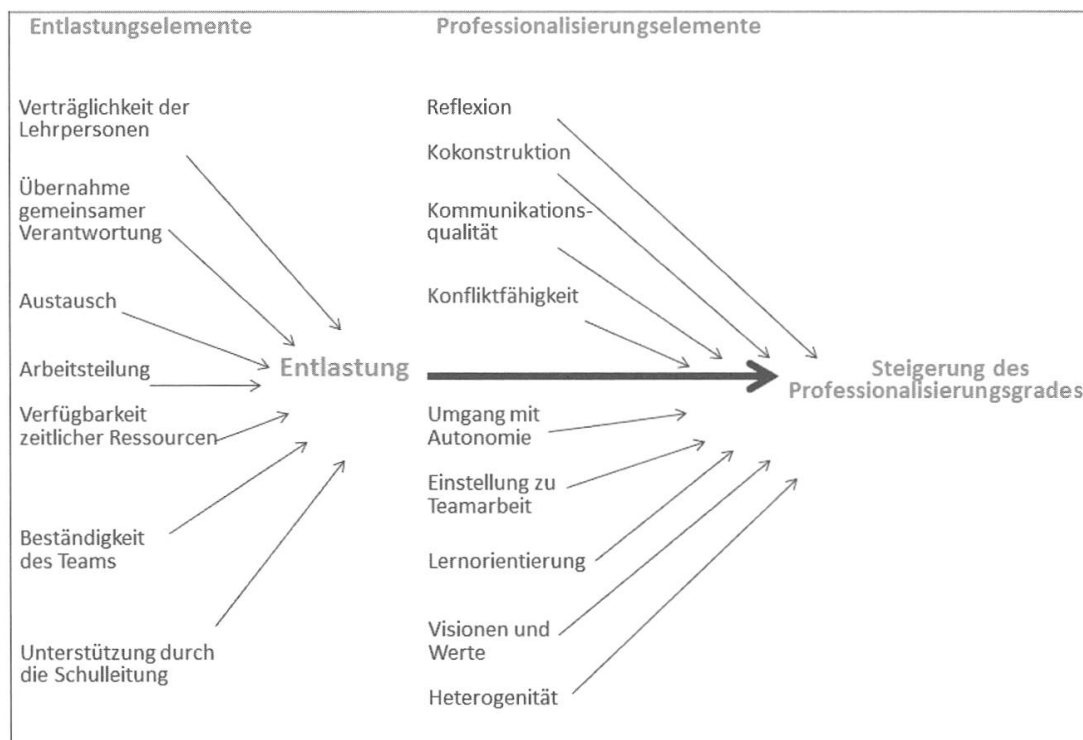 Entlastungselemente
Verträglichkeit der
Lehrpersonen
Übernahme
gemeinsamer
Verantwortung
Austausch
Arbeitsteilung
Verfügbarkeit
zeitlicher Ressourcen
Beständigkeit
des Teams
Unterstützung durch
die Schulleitung
Entlastung
Professionalisierungselemente
Reflexion
Kokonstruktion
Kommunikations-
qualität
Konfliktfähigkeit
Umgang mit
Autonomie
Einstellung zu
Teamarbeit
Lernorientierung
Visionen und
Werte
Heterogenität
Steigerung des
Professionalisierungsgrades